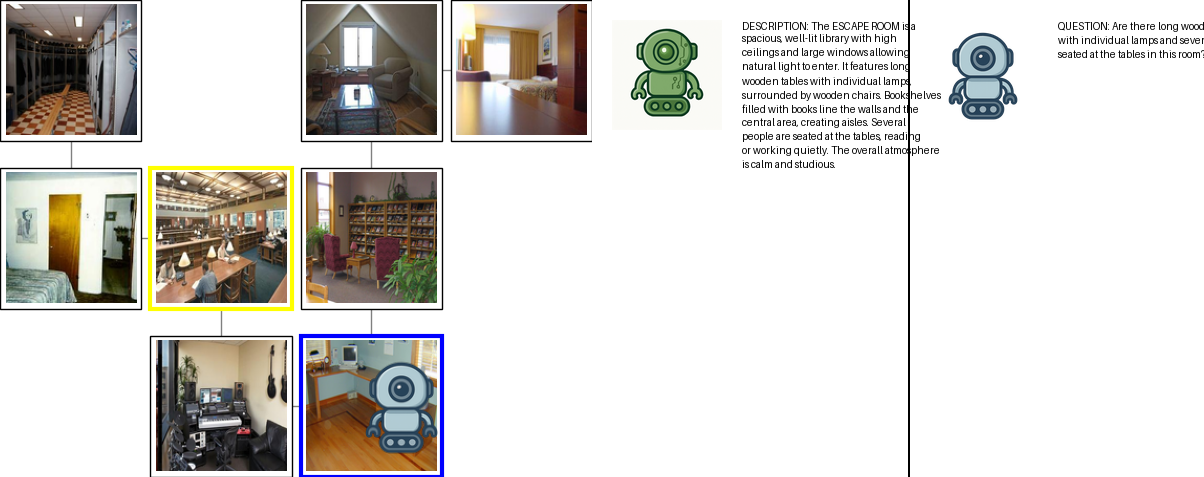 DESCRIPTION: The ESCAPE ROOM is a
spacious, well-lit library with high
ceilings and large windows allowing
natural light to enter. It features long
wooden tables with individual lamps,
surrounded by wooden chairs. Bookshelves
filled with books line the walls and the
central area, creating aisles. Several
people are seated at the tables, reading
or working quietly. The overall atmosphere
is calm and studious.
QUESTION: Are there long wood
with individual lamps and sever
seated at the tables in this room?